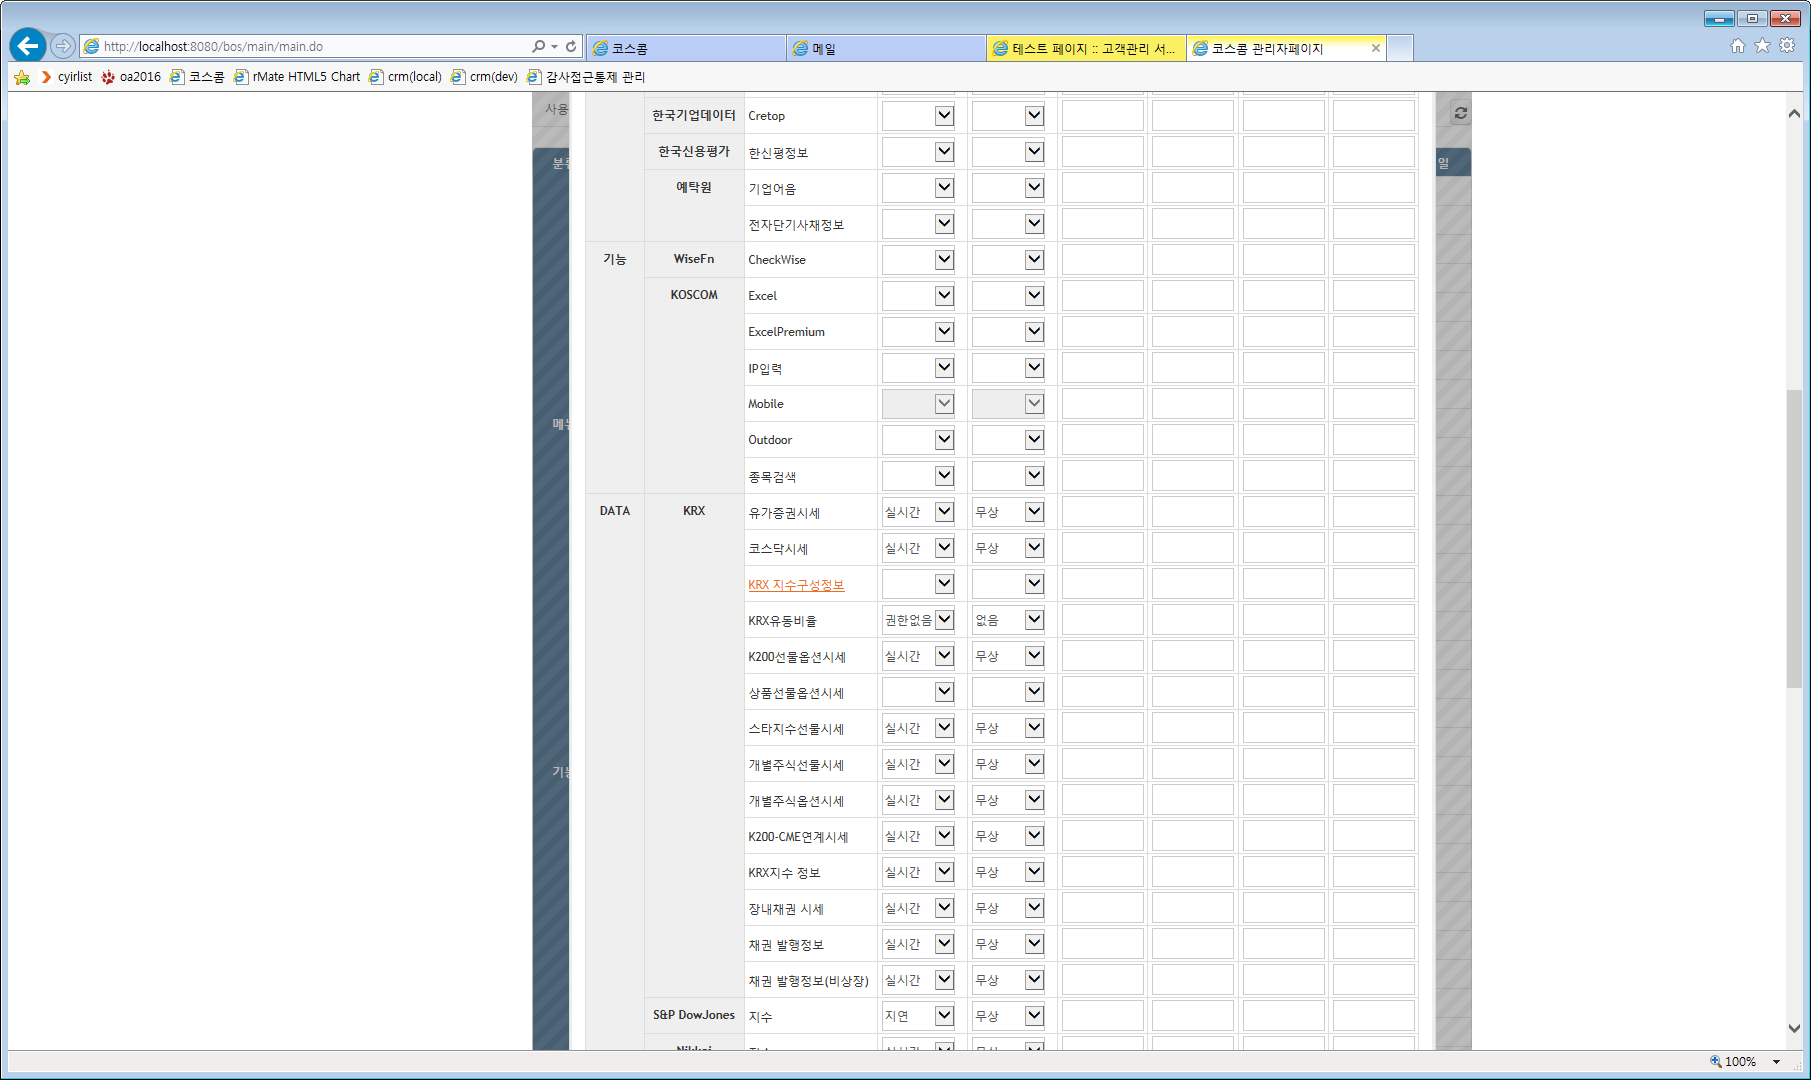 http://localhost:8080/bos/main/main.do
코스콤
메일
테스트 페이지 :: 고객관리 서...
코스콤 관리자페이지
cyirlist
oa2016
코스콤
rMate HTML5 Chart
crm(local)
crm(dev)
감사접근통제 관리
사용
한국기업데이터 Cretop
한국신용평가 한신평정보
일
예탁원 기업어음
전자단기사채정보
기능 WiseFn CheckWise
KOSCOM Excel
ExcelPremium
IP입력
Mobile
Outdoor
종목검색
DATA KRX 유가증권시세 실시간 무상
코스닥시세 실시간 무상
KRX 지수구성정보
KRX유동비율 권한없음 없음
K200선물옵션시세 실시간 무상
상품선물옵션시세
스타지수선물시세 실시간 무상
개별주식선물시세 실시간 무상
개별주식옵션시세 실시간 무상
K200-CME연계시세 실시간 무상
KRX지수 정보 실시간 무상
장내채권 시세 실시간 무상
채권 발행정보 실시간 무상
채권 발행정보(비상장) 실시간 무상
S&P DowJones 지수 지연 무상
100%